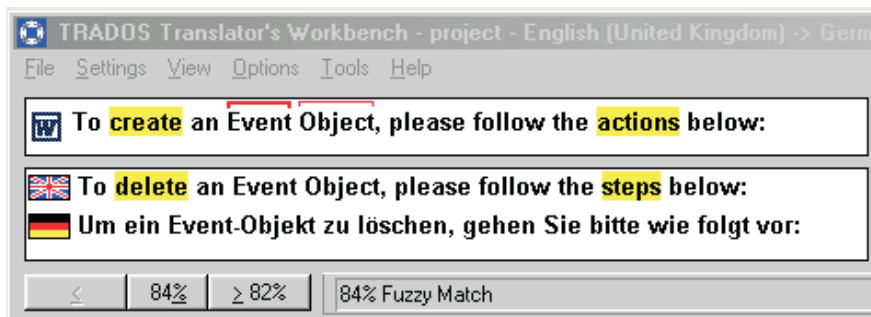 TRADOS Translator's Workbench - project - English (United Kingdom) -> Germ
File Settings View Options Tools Help
W To create an Event Object, please follow the actions below:
To delete an Event Object, please follow the steps below:
Um ein Event-Objekt zu löschen, gehen Sie bitte wie folgt vor:
< 84% > 82% 84% Fuzzy Match